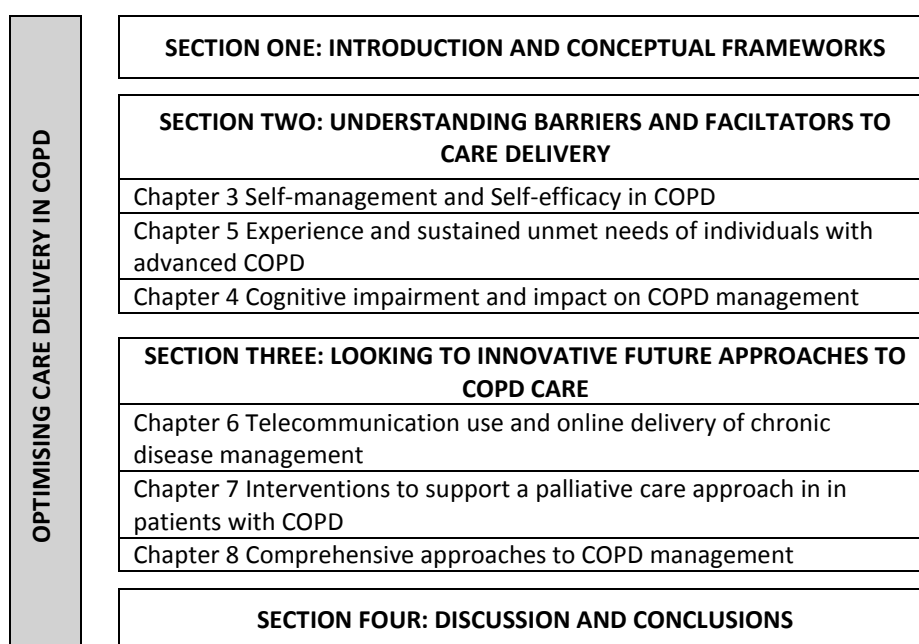 OPTIMISING CARE DELIVERY IN COPD
SECTION ONE: INTRODUCTION AND CONCEPTUAL FRAMEWORKS
SECTION TWO: UNDERSTANDING BARRIERS AND FACILTATORS TO
CARE DELIVERY
Chapter 3 Self-management and Self-efficacy in COPD
Chapter 5 Experience and sustained unmet needs of individuals with
advanced COPD
Chapter 4 Cognitive impairment and impact on COPD management
SECTION THREE: LOOKING TO INNOVATIVE FUTURE APPROACHES TO
COPD CARE
Chapter 6 Telecommunication use and online delivery of chronic
disease management
Chapter 7 Interventions to support a palliative care approach in in
patients with COPD
Chapter 8 Comprehensive approaches to COPD management
SECTION FOUR: DISCUSSION AND CONCLUSIONS